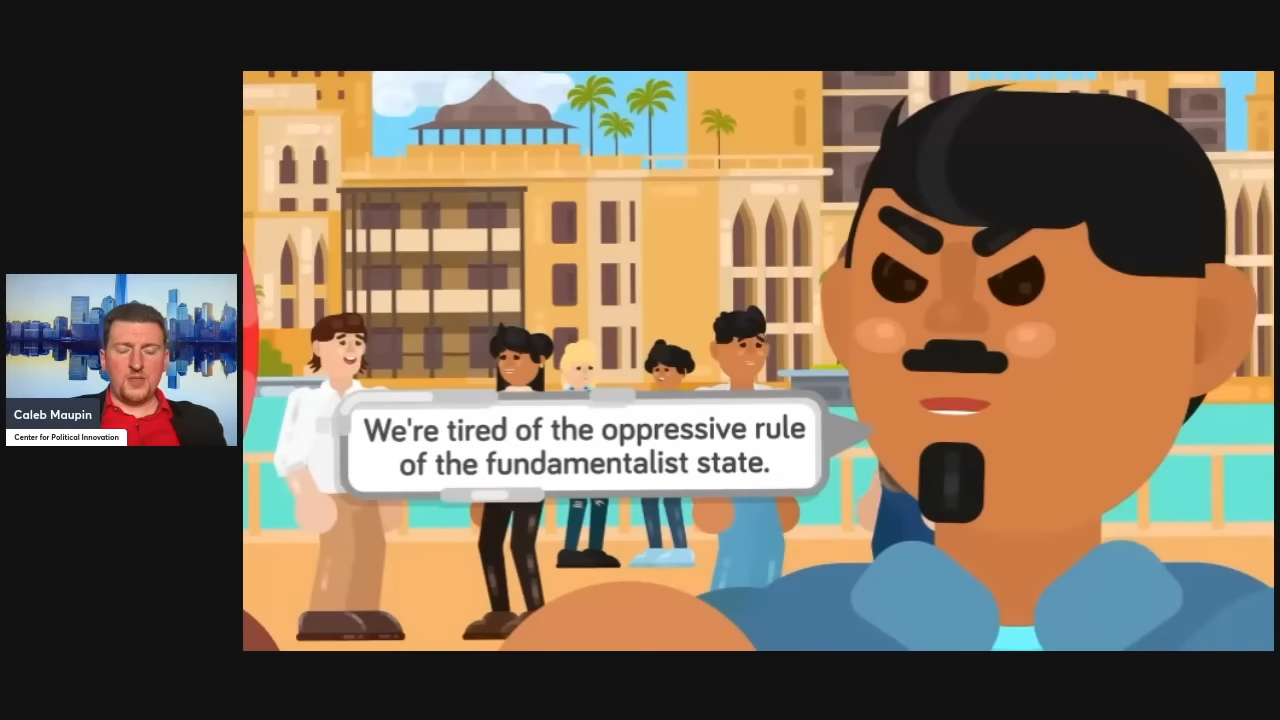 We're tired of the oppressive rule
of the fundamentalist state.
Caleb Maupin
Center for Political Innovation